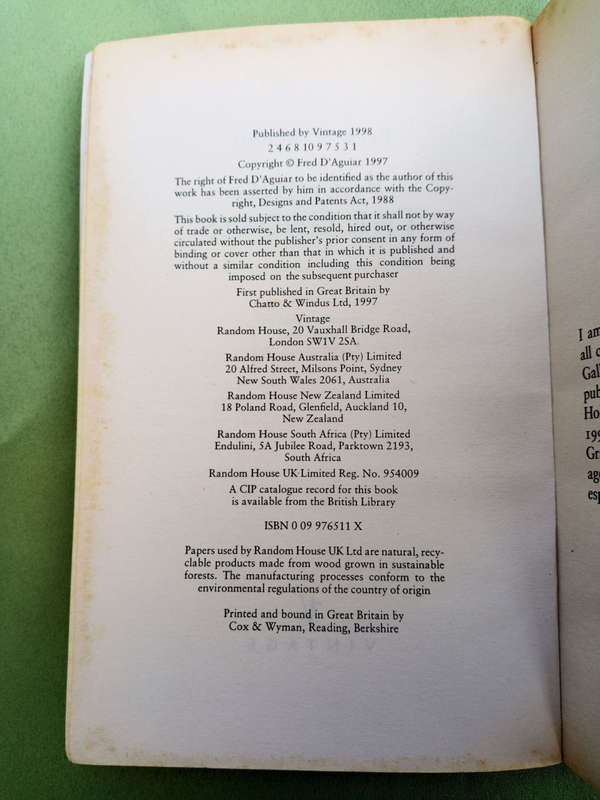 Published by Vintage 1998
2 4 6 8 10 9 7 5 3 1
Copyright © Fred D'Aguiar 1997
The right of Fred D'Aguiar to be identified as the author of this
work has been asserted by him in accordance with the Copy-
right, Designs and Patents Act, 1988
This book is sold subject to the condition that it shall not by way
of trade or otherwise, be lent, resold, hired out, or otherwise
circulated without the publisher's prior consent in any form of
binding or cover other than that in which it is published and
without a similar condition including this condition being
imposed on the subsequent purchaser
First published in Great Britain by
Chatto & Windus Ltd, 1997
Vintage
Random House, 20 Vauxhall Bridge Road,
London SW1V 2SA
Random House Australia (Pty) Limited
20 Alfred Street, Milsons Point, Sydney
New South Wales 2061, Australia
Random House New Zealand Limited
18 Poland Road, Glenfield, Auckland 10,
New Zealand
Random House South Africa (Pty) Limited
Endulini, 5A Jubilee Road, Parktown 2193,
South Africa
Random House UK Limited Reg. No. 954009
A CIP catalogue record for this book
is available from the British Library
ISBN 0 09 976511 X
Papers used by Random House UK Ltd are natural, recy-
clable products made from wood grown in sustainable
forests. The manufacturing processes conform to the
environmental regulations of the country of origin
Printed and bound in Great Britain by
Cox & Wyman, Reading, Berkshire
I am
all
pub